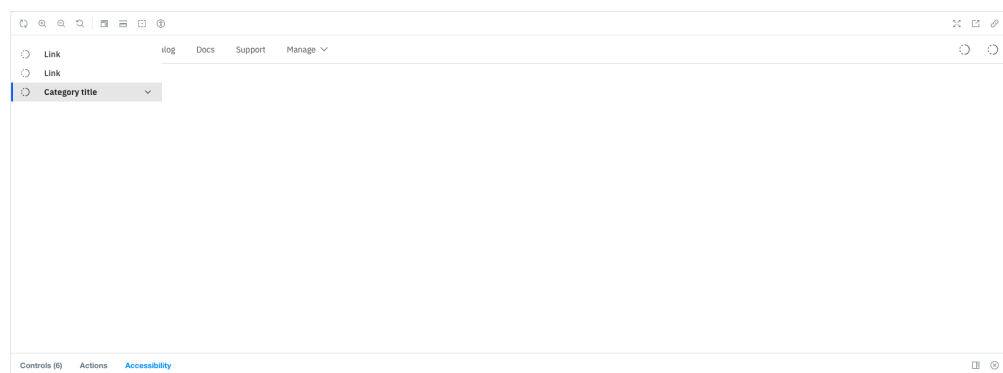 alog Docs Support Manage
Link
Link
Category title
Controls (6) Actions Accessibility